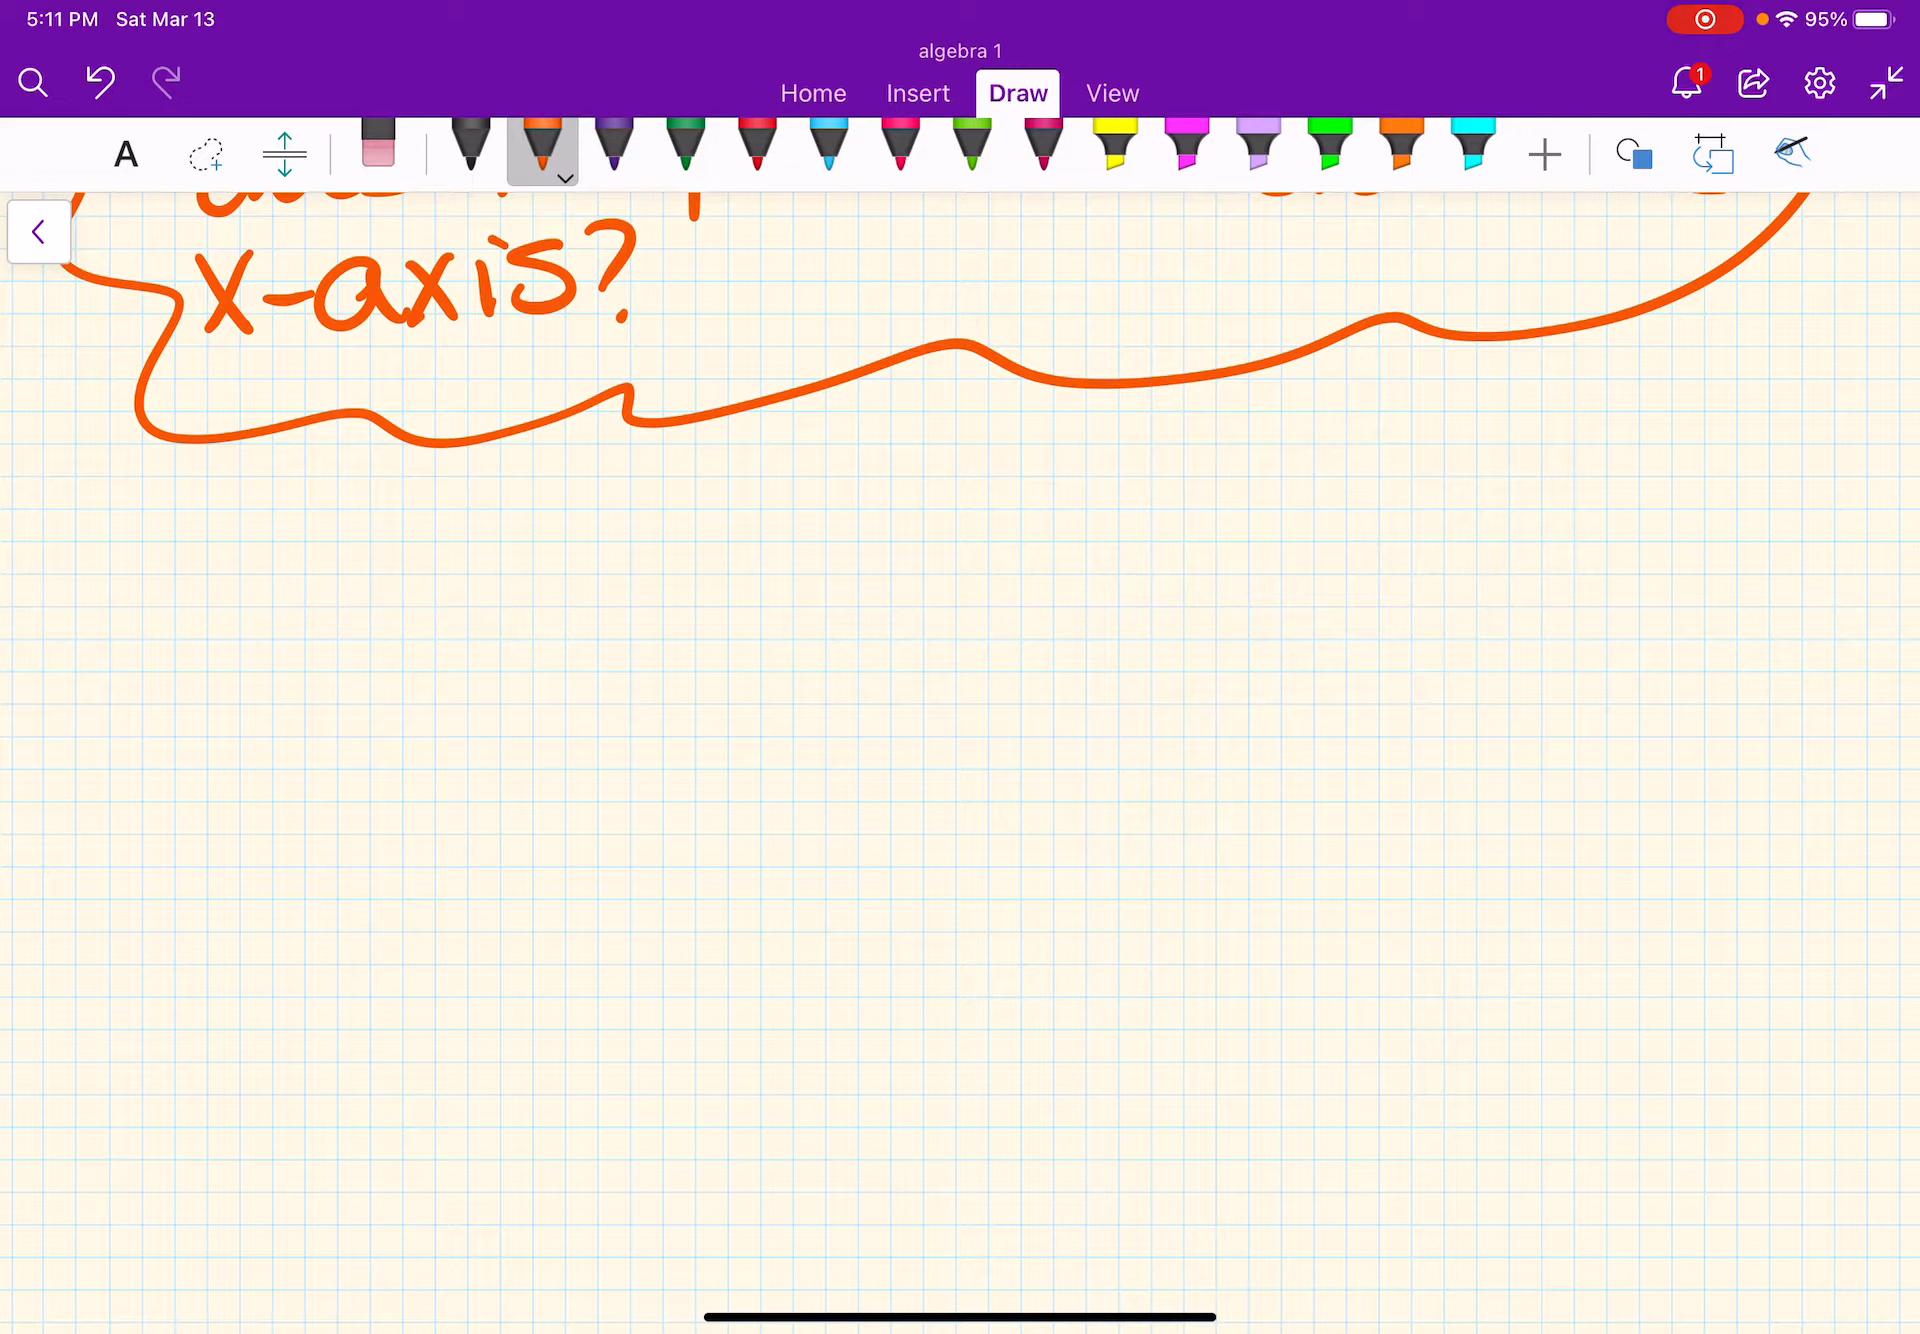 5:11 PM Sat Mar 13
95%
algebra 1
Home Insert Draw View
1
A
x-axis?